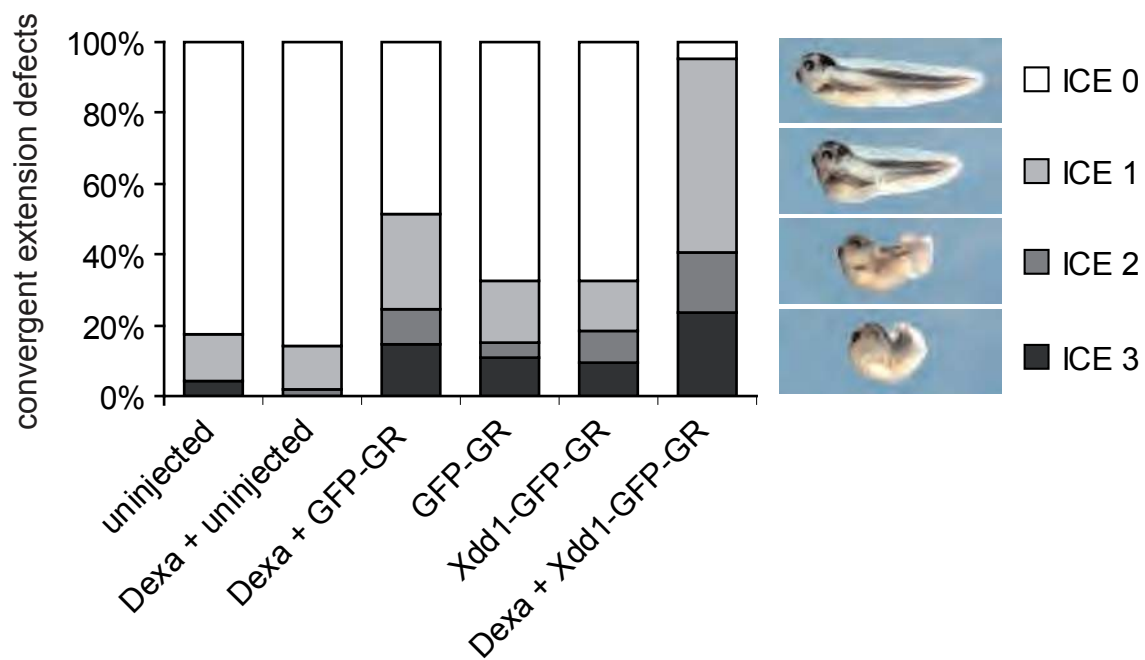 convergent extension defects
100%
80%
60%
40%
20%
0%
uninjected
Dexa + uninjected
Dexa + GFP-GR
GFP-GR
Xdd1-GFP-GR
Dexa + Xdd1-GFP-GR
ICE 0
ICE 1
ICE 2
ICE 3